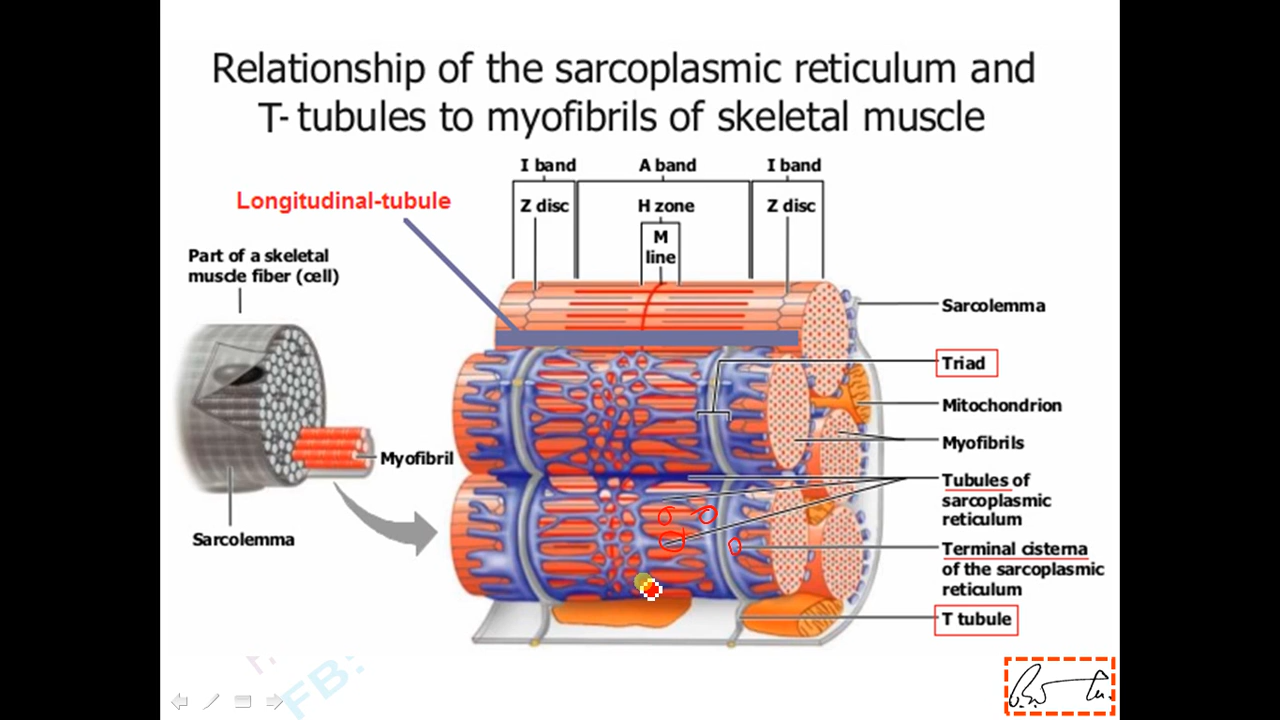 Relationship of the sarcoplasmic reticulum and
T- tubules to myofibrils of skeletal muscle
I band
A band
I band
Longitudinal-tubule
Z disc
H zone
Z disc
M
line
Part of a skeletal
muscle fiber (cell)
Sarcolemma
Triad
Mitochondrion
Myofibrils
Myofibril
Tubules of
sarcoplasmic
reticulum
Sarcolemma
Terminal cisterna
of the sarcoplasmic
reticulum
T tubule
FB: